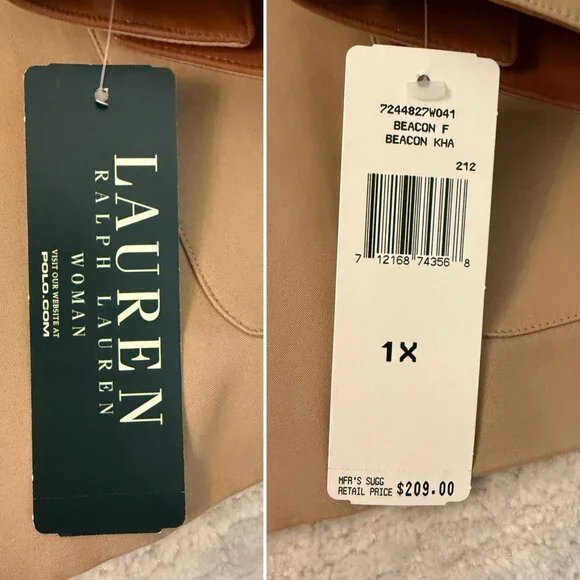 LAUREN
RALPH LAUREN
WOMAN
VISIT OUR WEBSITE AT
POLO.COM
7244827W041
BEACON F
BEACON KHA
212
7 12168 74356 8
1X
MFR'S SUGG
RETAIL PRICE $209.00